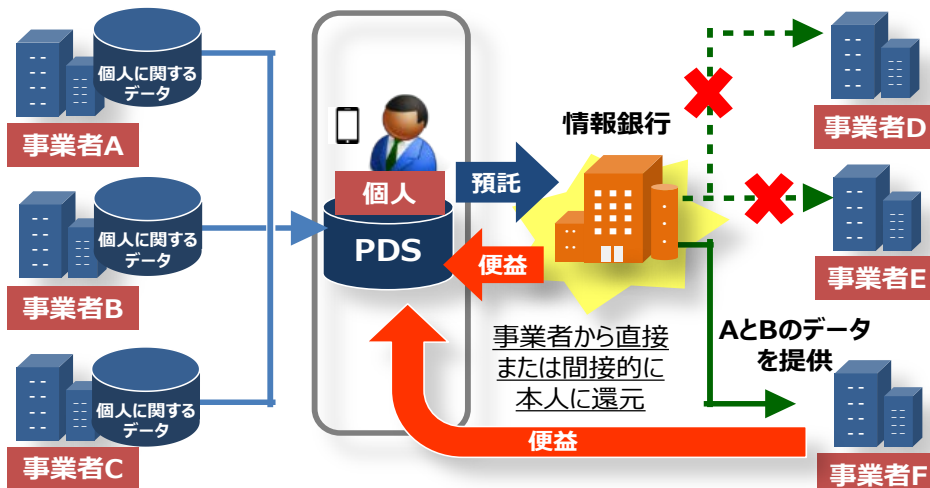 個人に関する
データ
事業者A
個人に関する
データ
事業者B
個人に関する
データ
事業者C
個人
PDS
預託
便益
情報銀行
事業者から直接
または間接的に
本人に還元
便益
AとBのデータ
を提供
事業者D
事業者E
事業者F